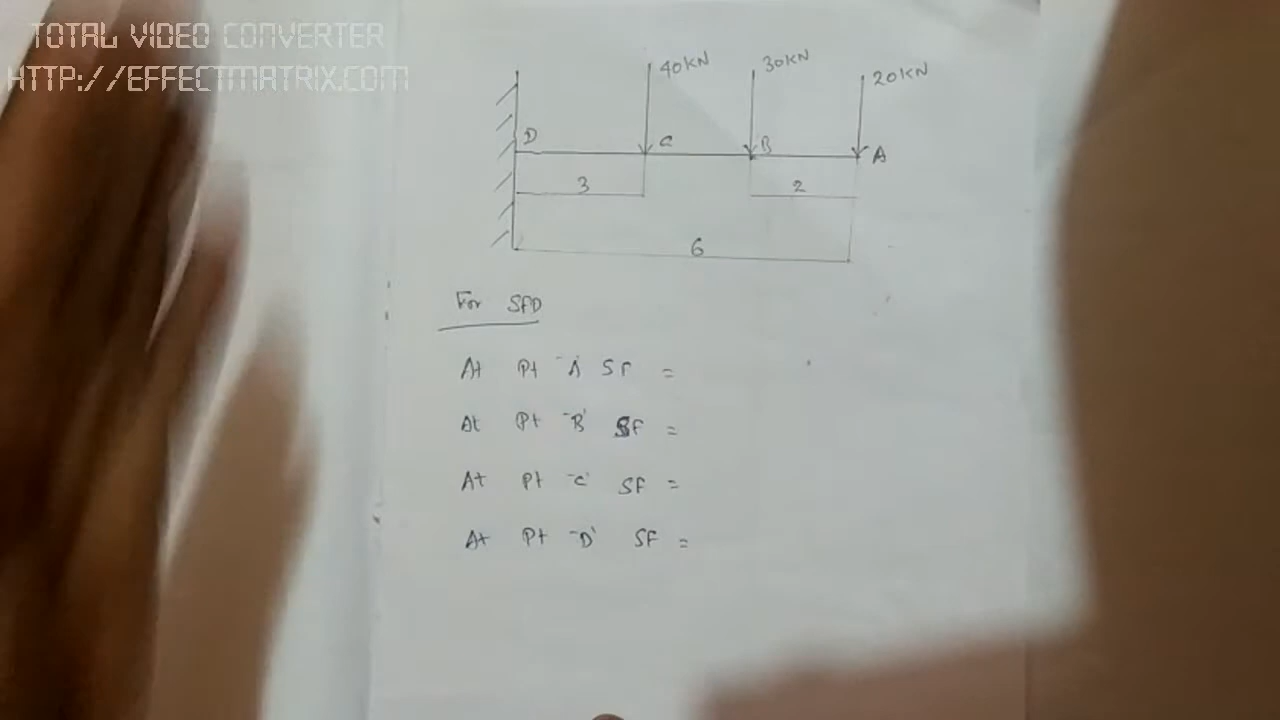 TOTAL VIDEO CONVERTER
HTTP://EFFECTMATRIX.COM
40KN 30KN 20KN
D C B A
3 2
6
For SFD
At Pt 'A' SF =
At Pt 'B' SF =
At Pt 'C' SF =
At Pt 'D' SF =